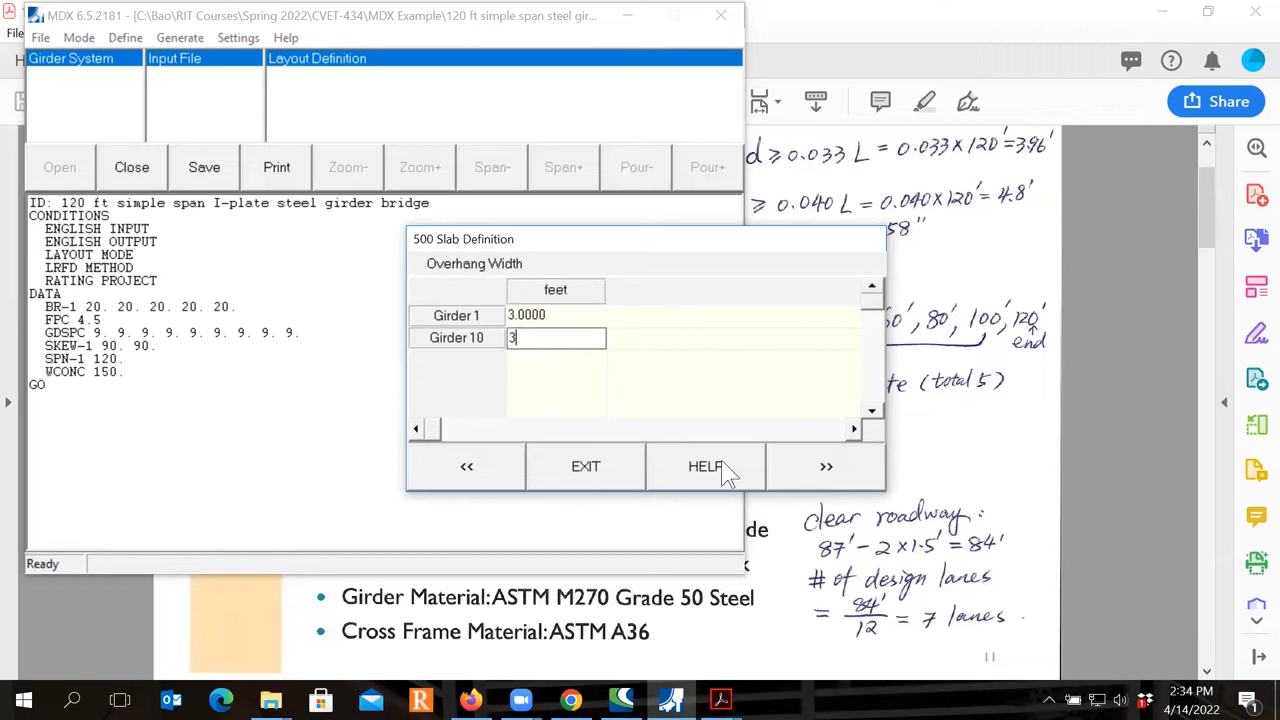 MDX 6.5.2181 - [C:\Bao\RIT Courses\Spring 2022\CVET-434\MDX Example\120 ft simple span steel gir...
File Mode Define Generate Settings Help
Girder System Input File Layout Definition
Open Close Save Print Zoom- Zoom+ Span- Span+ Pour- Pour+
ID: 120 ft simple span I-plate steel girder bridge
CONDITIONS
ENGLISH INPUT
ENGLISH OUTPUT
LAYOUT MODE
LRFD METHOD
RATING PROJECT
DATA
BR-1 20. 20. 20. 20. 20.
FPC 4.5
GDSPC 9. 9. 9. 9. 9. 9. 9. 9. 9.
SKEW-1 90. 90.
SPN-1 120.
WCONC 150.
GO
Ready
500 Slab Definition
Overhang Width
feet
Girder 1 3.0000
Girder 10 3
<< EXIT HELP >>
Share
d ≥ 0.033 L = 0.033×120' = 3.96'
≥ 0.040 L = 0.040×120' = 4.8'
58"
60', 80', 100', 120'
end
te (total 5)
de
k
clear roadway:
87' - 2×1.5' = 84'
# of design lanes
= 84' / 12 = 7 lanes.
• Girder Material: ASTM M270 Grade 50 Steel
• Cross Frame Material: ASTM A36
11
2:34 PM
4/14/2022